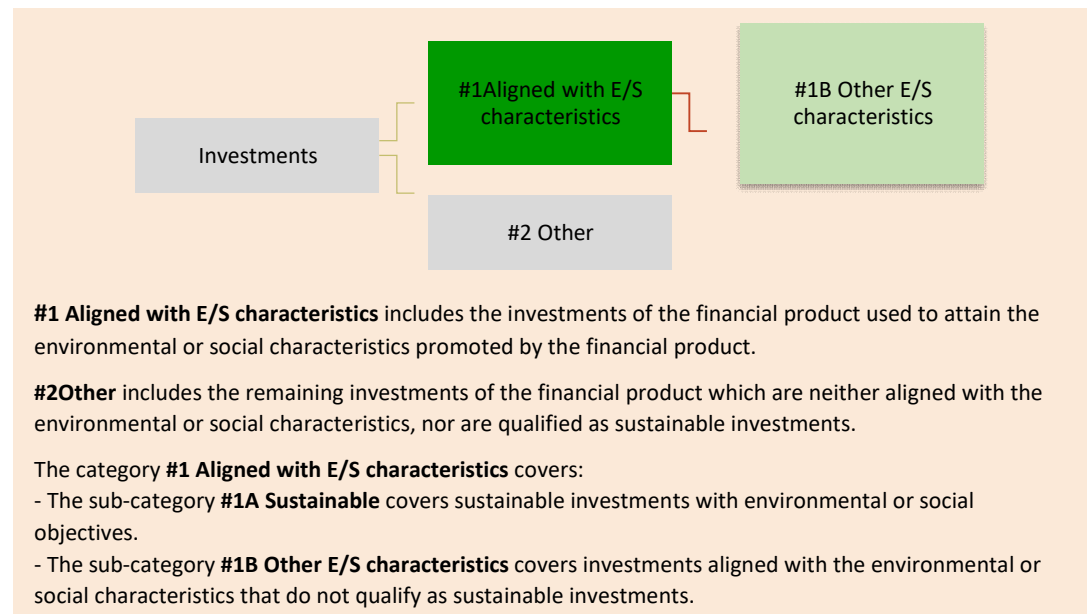 #1Aligned with E/S
characteristics
#1B Other E/S
characteristics
Investments
#2 Other
#1 Aligned with E/S characteristics includes the investments of the financial product used to attain the
environmental or social characteristics promoted by the financial product.
#2Other includes the remaining investments of the financial product which are neither aligned with the
environmental or social characteristics, nor are qualified as sustainable investments.
The category #1 Aligned with E/S characteristics covers:
- The sub-category #1A Sustainable covers sustainable investments with environmental or social
objectives.
- The sub-category #1B Other E/S characteristics covers investments aligned with the environmental or
social characteristics that do not qualify as sustainable investments.